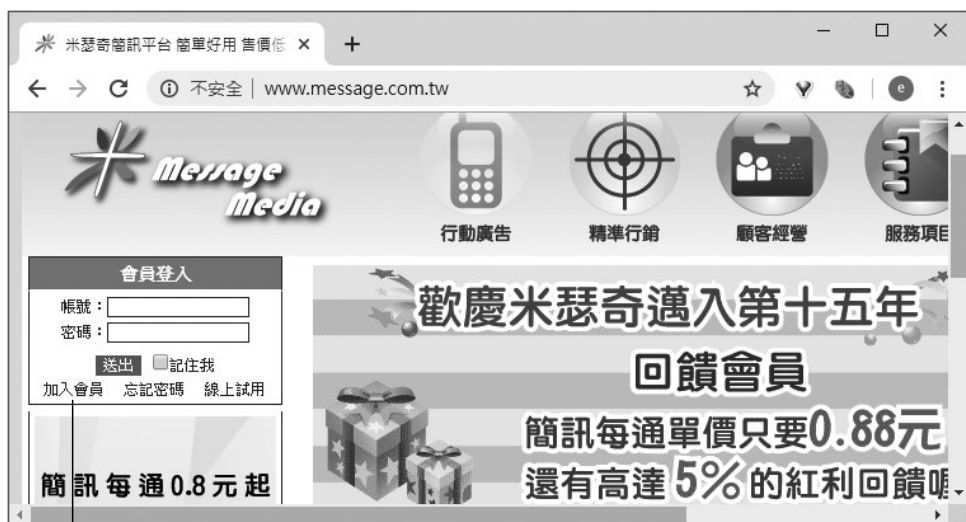 米瑟奇簡訊平台 簡單好用 售價低
不安全 | www.message.com.tw
e
Message
Media
行動廣告
精準行銷
顧客經營
服務項目
會員登入
帳號：
密碼：
送出 記住我
加入會員 忘記密碼 線上試用
簡訊每通0.8元起
歡慶米瑟奇邁入第十五年
回饋會員
簡訊每通單價只要0.88元
還有高達5%的紅利回饋喔